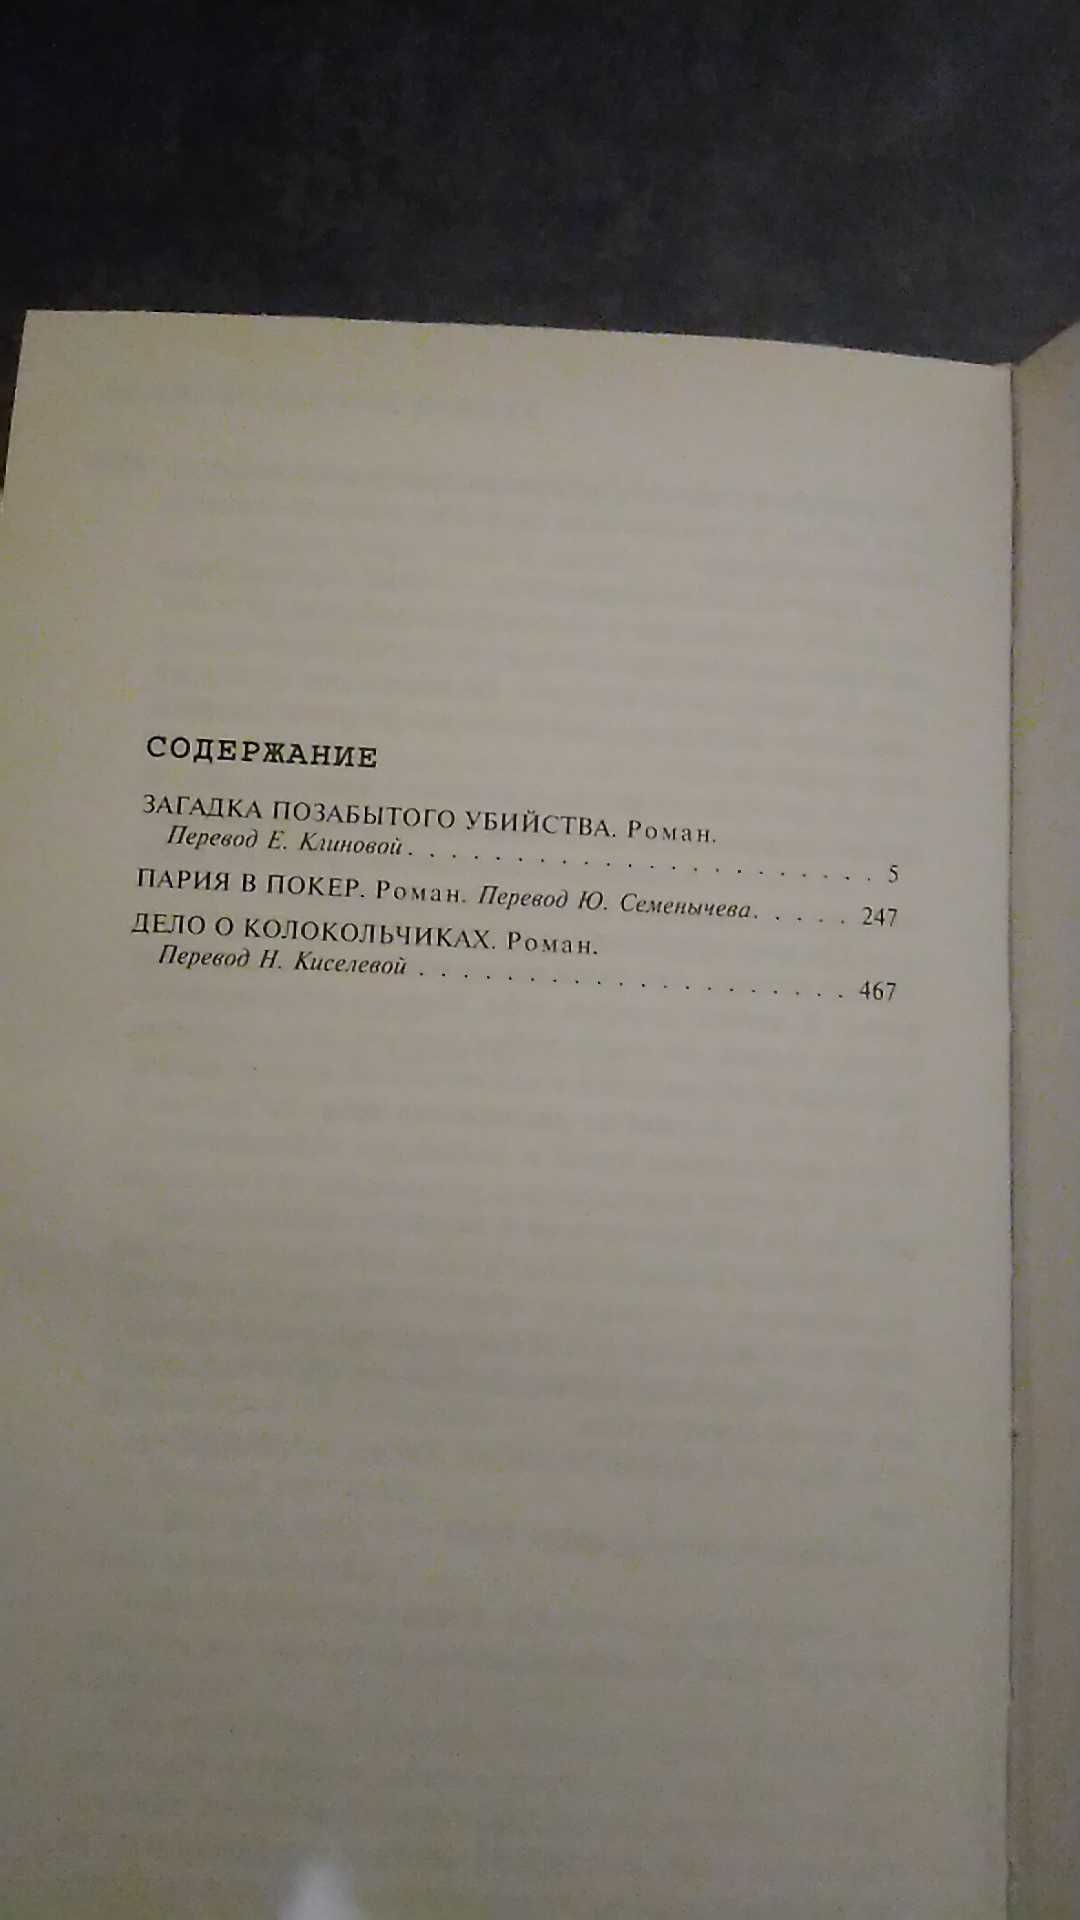 СОДЕРЖАНИЕ
ЗАГАДКА ПОЗАБЫТОГО УБИЙСТВА. Роман.
Перевод Е. Клиновой. . . . . . . . . . . . . . . . . . . . 5
ПАРИЯ В ПОКЕР. Роман. Перевод Ю. Семенычева. . . . . 247
ДЕЛО О КОЛОКОЛЬЧИКАХ. Роман.
Перевод Н. Киселевой . . . . . . . . . . . . . . . . . . . 467